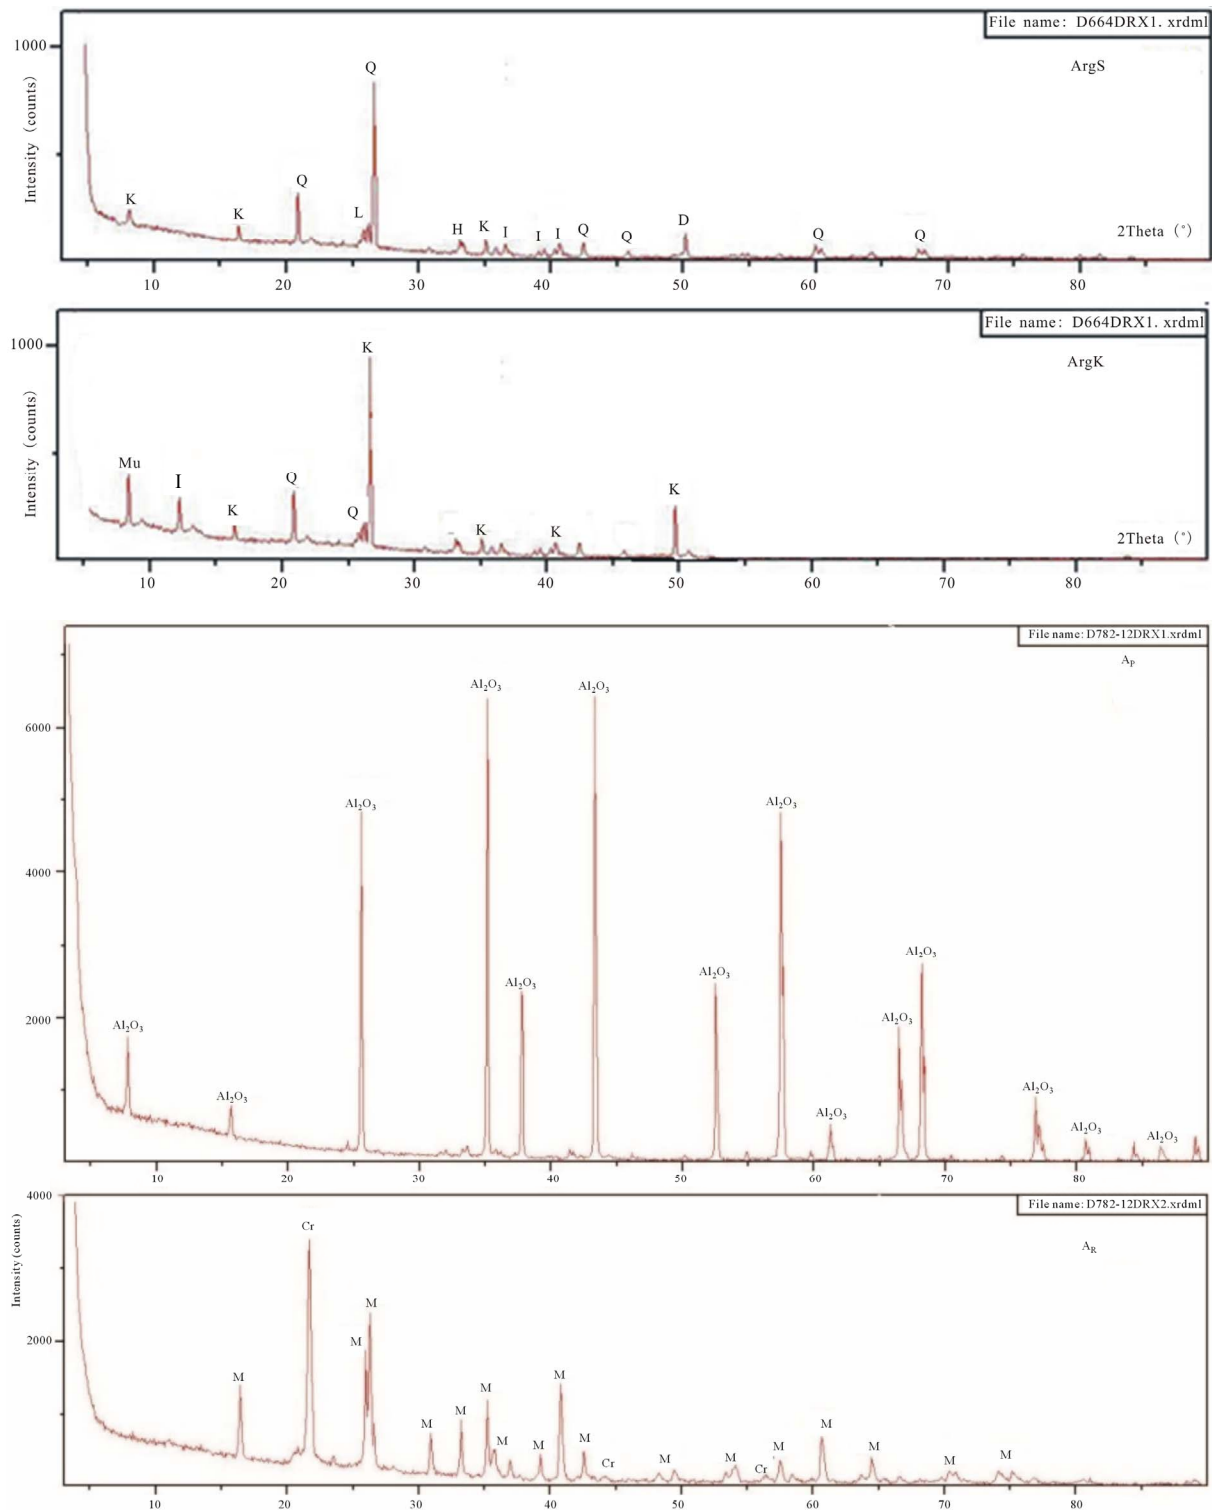 File name: D664DRX1. xrdml
ArgS
1000
Intensity (counts)
Q
K
K
Q
L
H
K
I
I
I
Q
Q
D
Q
Q
2Theta (°)
10 20 30 40 50 60 70 80
File name: D664DRX1. xrdml
ArgK
1000
Intensity (counts)
K
Mu
I
K
Q
Q
K
K
K
2Theta (°)
10 20 30 40 50 60 70 80
File name: D782-12DRX1.xrdml
A_P
6000
4000
2000
Al₂O₃
Al₂O₃
Al₂O₃
Al₂O₃
Al₂O₃
Al₂O₃
Al₂O₃
Al₂O₃
Al₂O₃
Al₂O₃
Al₂O₃
Al₂O₃
Al₂O₃
Al₂O₃
10 20 30 40 50 60 70 80
File name: D782-12DRX2.xrdml
A_R
4000
2000
Intensity (counts)
M
Cr
M
M
M
M
M
M
M
M
M
Cr
M
M
Cr
M
M
M
M
M
10 20 30 40 50 60 70 80